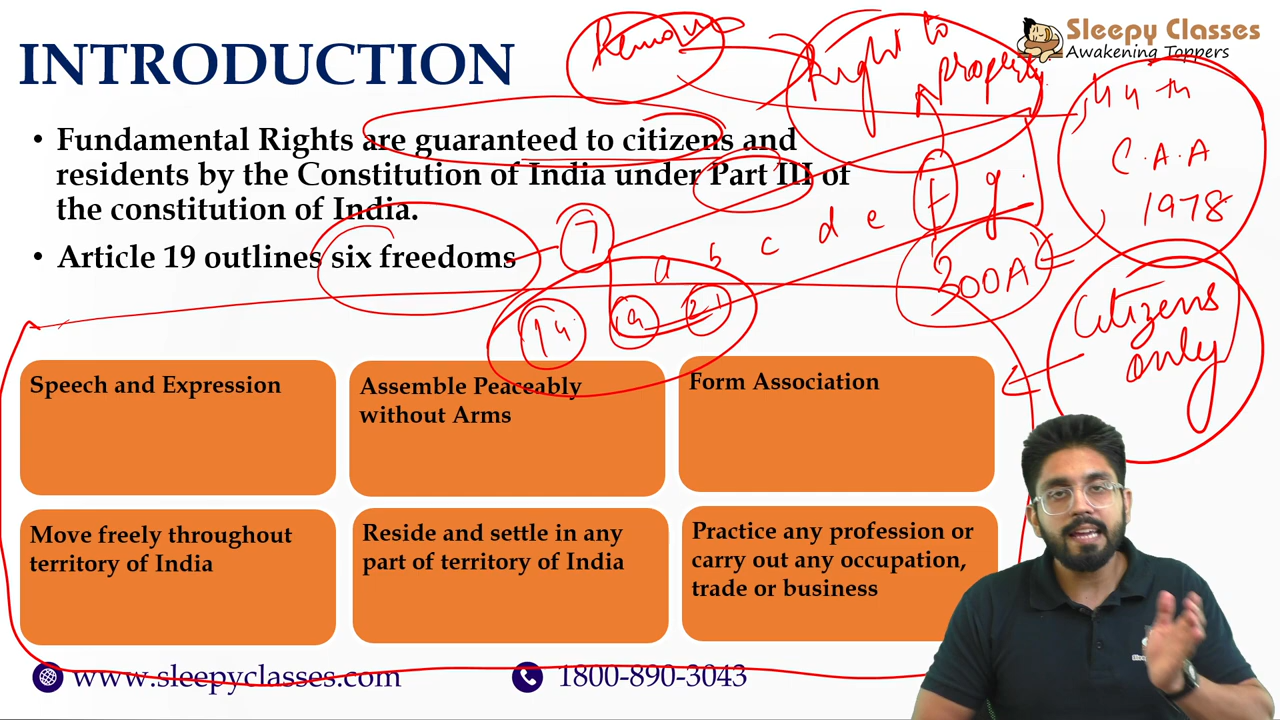 INTRODUCTION
Sleepy Classes
Awakening Toppers
Remove
Right to
property
44th
C.A.A
1978
• Fundamental Rights are guaranteed to citizens and
residents by the Constitution of India under Part III of
the constitution of India.
• Article 19 outlines six freedoms
7
a b c d e f g
300A
14 19 21
Citizens
only
Speech and Expression
Assemble Peaceably
without Arms
Form Association
Move freely throughout
territory of India
Reside and settle in any
part of territory of India
Practice any profession or
carry out any occupation,
trade or business
www.sleepyclasses.com
1800-890-3043